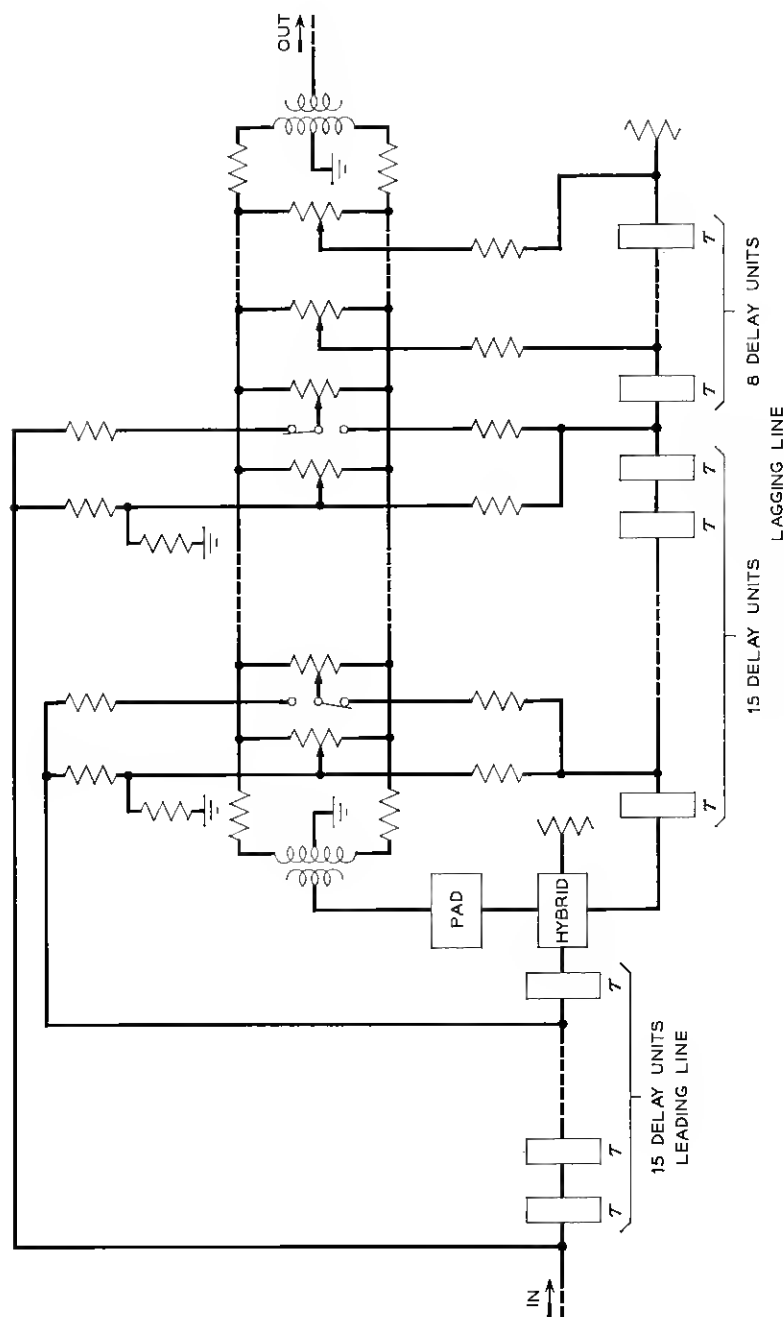 OUT
PAD
HYBRID
IN
T
T
T
T
T
T
T
T
15 DELAY UNITS
LEADING LINE
15 DELAY UNITS
8 DELAY UNITS
LAGGING LINE